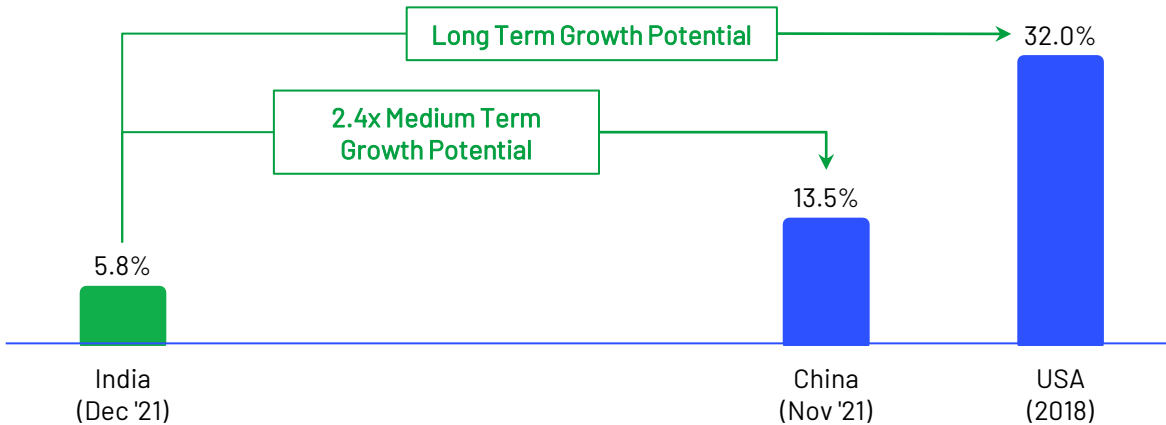 Long Term Growth Potential
32.0%
2.4x Medium Term
Growth Potential
13.5%
5.8%
India
(Dec '21)
China
(Nov '21)
USA
(2018)